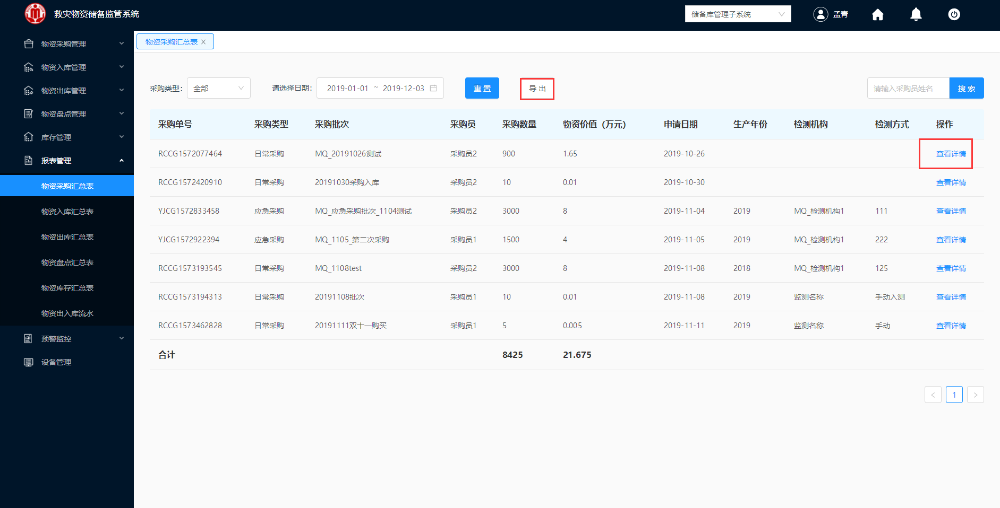 救灾物资储备监管系统
储备库管理子系统
孟青
物资采购管理
物资入库管理
物资出库管理
物资盘点管理
库存管理
报表管理
物资采购汇总表
物资入库汇总表
物资出库汇总表
物资盘点汇总表
物资库存汇总表
物资出入库流水
预警监控
设备管理
物资采购汇总表
采购类型: 全部 请选择日期: 2019-01-01 ~ 2019-12-03 重 置 导 出 请输入采购员姓名 搜 索
采购单号 采购类型 采购批次 采购员 采购数量 物资价值（万元） 申请日期 生产年份 检测机构 检测方式 操作
RCCG1572077464 日常采购 MQ_20191026测试 采购员2 900 1.65 2019-10-26 查看详情
RCCG1572420910 日常采购 20191030采购入库 采购员2 10 0.01 2019-10-30 查看详情
YJCG1572833458 应急采购 MQ_应急采购批次_1104测试 采购员2 3000 8 2019-11-04 2019 MQ_检测机构1 111 查看详情
YJCG1572922394 应急采购 MQ_1105_第二次采购 采购员1 1500 4 2019-11-05 2019 MQ_检测机构1 222 查看详情
RCCG1573193545 日常采购 MQ_1108test 采购员2 3000 8 2019-11-08 2018 MQ_检测机构1 125 查看详情
RCCG1573194313 日常采购 20191108批次 采购员1 10 0.01 2019-11-08 2019 监测名称 手动入测 查看详情
RCCG1573462828 日常采购 20191111双十一购买 采购员1 5 0.005 2019-11-11 2019 监测名称 手动 查看详情
合计 8425 21.675
1